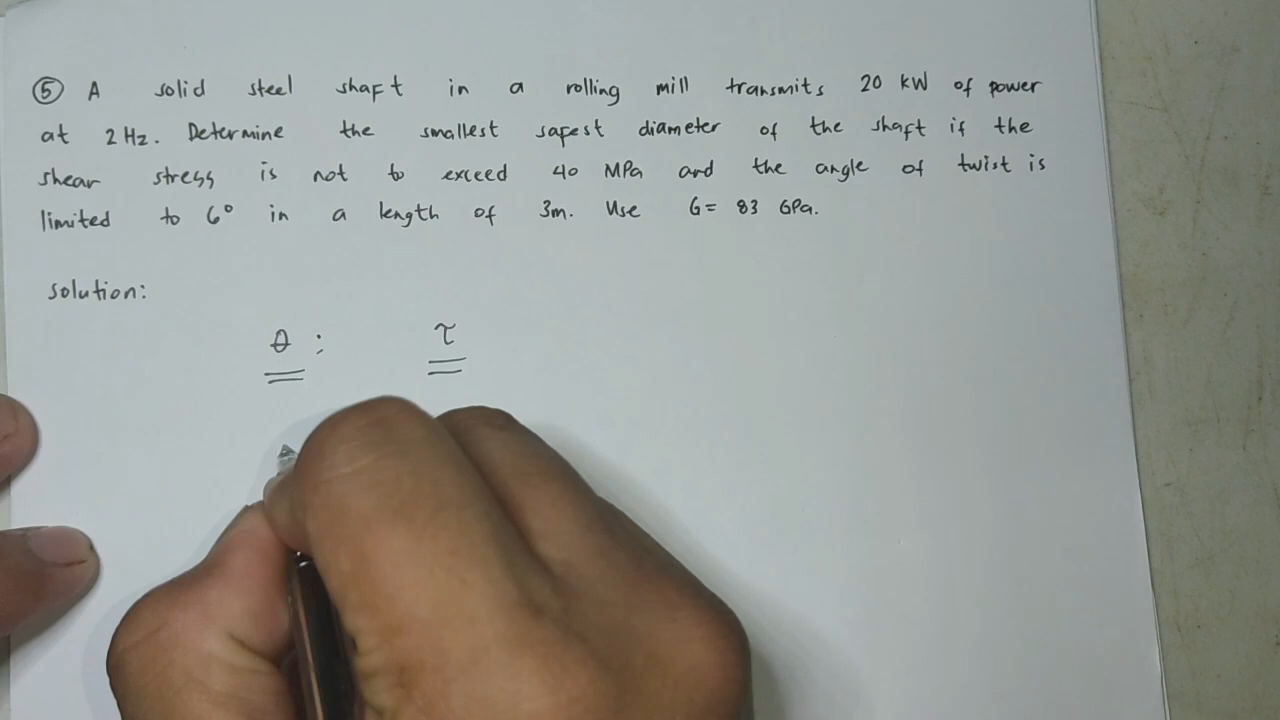 ⑤ A solid steel shaft in a rolling mill transmits 20 kW of power
at 2 Hz. Determine the smallest safest diameter of the shaft if the
shear stress is not to exceed 40 MPa and the angle of twist is
limited to 6° in a length of 3m. Use G= 83 GPa.
solution:
θ ; τ